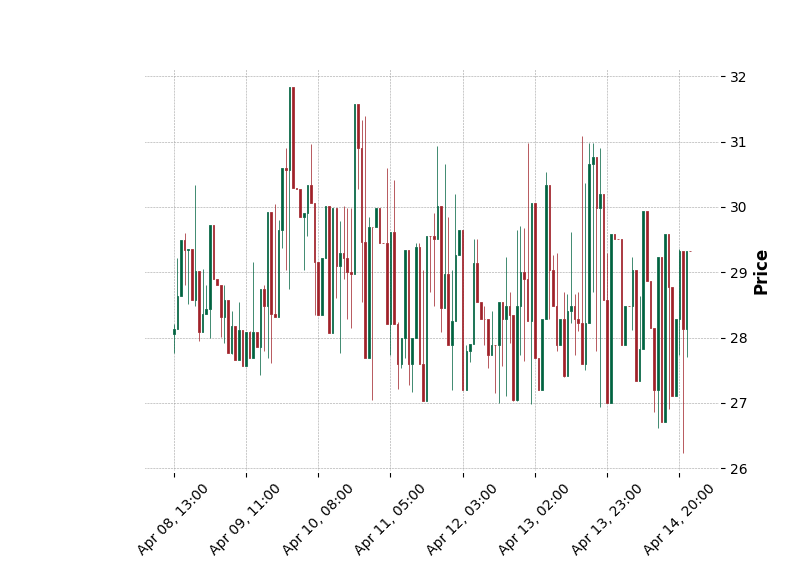 32
31
30
29
28
27
26
Price
Apr 08, 13:00
Apr 09, 11:00
Apr 10, 08:00
Apr 11, 05:00
Apr 12, 03:00
Apr 13, 02:00
Apr 13, 23:00
Apr 14, 20:00